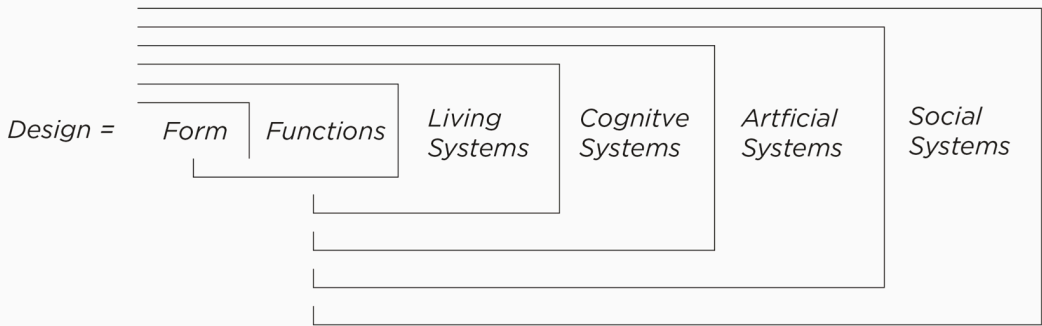 Design =
Form
Functions
Living
Systems
Cognitve
Systems
Artficial
Systems
Social
Systems